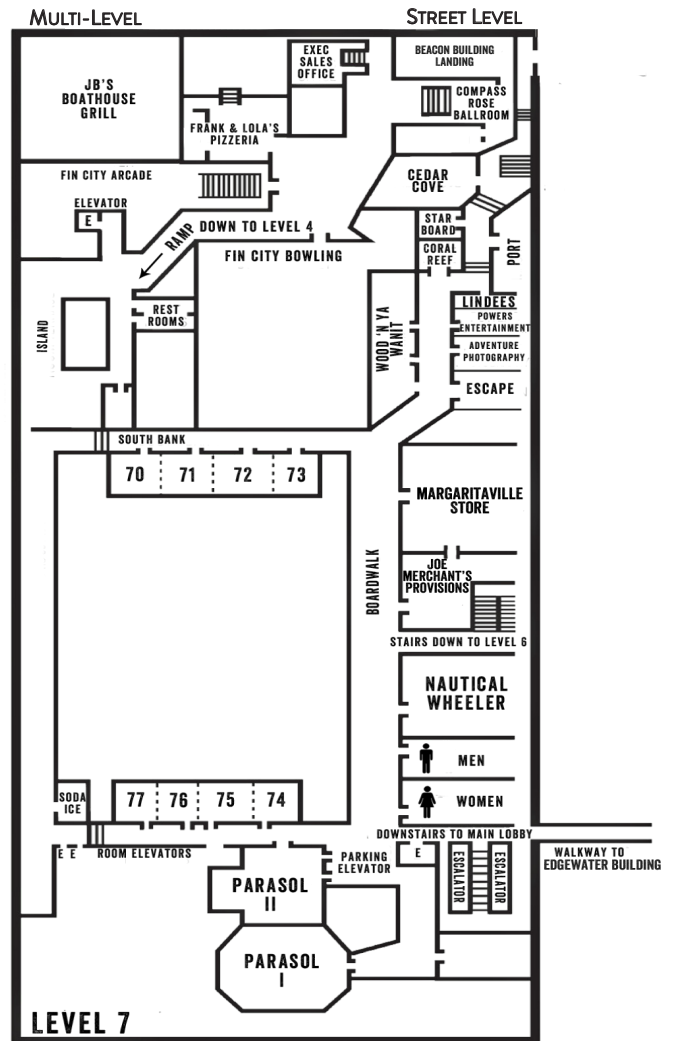 MULTI-LEVEL
STREET LEVEL
JB'S
BOATHOUSE
GRILL
EXEC
SALES
OFFICE
BEACON BUILDING
LANDING
COMPASS
ROSE
BALLROOM
FRANK & LOLA'S
PIZZERIA
FIN CITY ARCADE
CEDAR
COVE
ELEVATOR
E
RAMP
DOWN TO LEVEL 4
STAR
BOARD
PORT
FIN CITY BOWLING
CORAL
REEF
LINDEES
POWERS
ENTERTAINMENT
REST
ROOMS
ISLAND
WOOD 'N YA
WANIT
ADVENTURE
PHOTOGRAPHY
ESCAPE
SOUTH BANK
70
71
72
73
MARGARITAVILLE
STORE
BOARDWALK
JOE
MERCHANT'S
PROVISIONS
STAIRS DOWN TO LEVEL 6
NAUTICAL
WHEELER
MEN
SODA
ICE
77
76
75
74
WOMEN
DOWNSTAIRS TO MAIN LOBBY
E E
ROOM ELEVATORS
PARKING
ELEVATOR
E
ESCALATOR
ESCALATOR
WALKWAY TO
EDGEWATER BUILDING
PARASOL
II
PARASOL
I
LEVEL 7